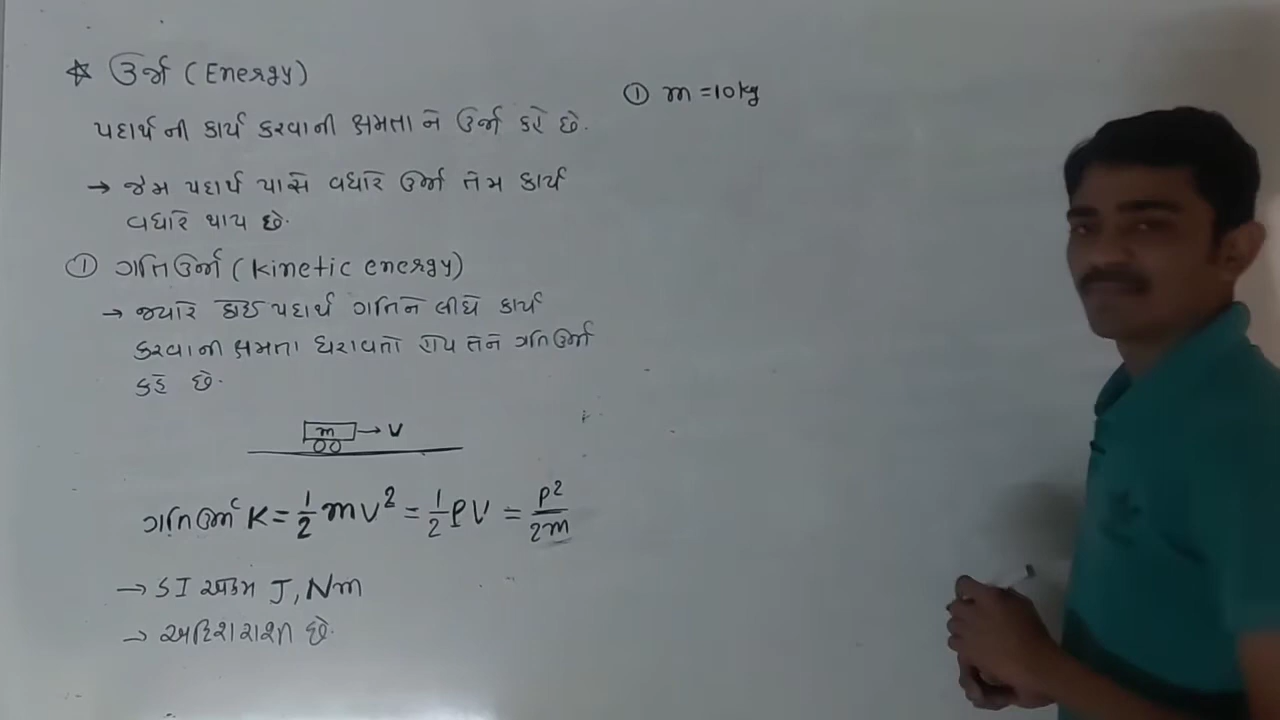 ☆ ઉર્જા (Energy)
પદાર્થ ની કાર્ય કરવાની ક્ષમતા ને ઉર્જા કહે છે.
→ જેમ પદાર્થ પાસે વધારે ઉર્જા તેમ કાર્ય
વધારે થાય છે.
① ગતિઉર્જા (kinetic energy)
→ જ્યારે કોઈ પદાર્થ ગતિને લીધે કાર્ય
કરવાની ક્ષમતા ધરાવતો હોય તેને ગતિઉર્જા
કહે છે.
m → v
ગતિઉર્જા K = 1/2 mv² = 1/2 Pv = P²/2m
→ SI એકમ J, Nm
→ અદિશ રાશી છે.
① m = 10 kg